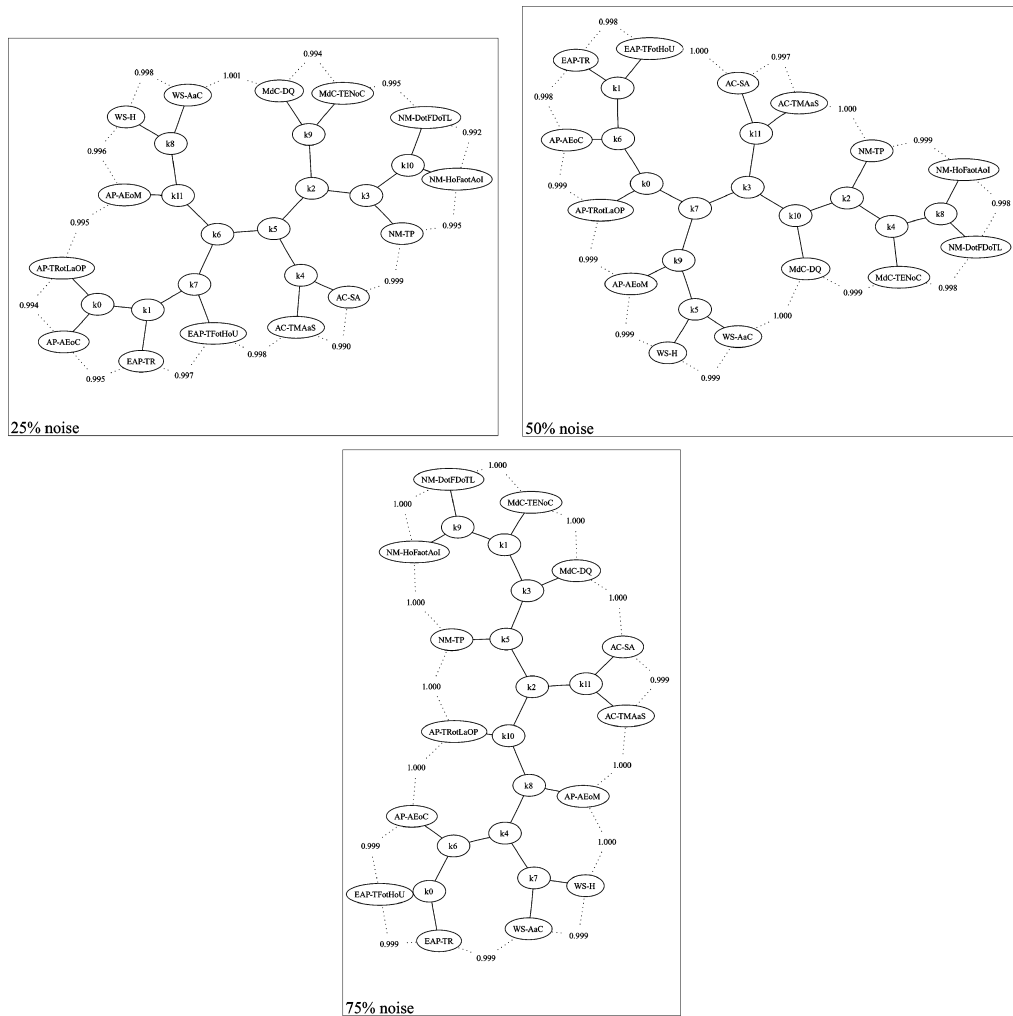 0.994
0.998
WS-AaC
1.001
MdC-DQ
MdC-TENoC
0.995
WS-H
NM-DotFDoTL
k8
k9
0.992
0.996
k10
NM-HoFaotAoI
AP-AEoM
k11
k2
k3
0.995
k6
k5
NM-TP
0.995
AP-TRotLaOP
k4
0.999
k7
AC-SA
0.994
k0
k1
AP-AEoC
EAP-TFotHoU
AC-TMAaS
0.990
EAP-TR
0.998
0.995
0.997
25% noise
0.998
EAP-TFotHoU
1.000
0.997
EAP-TR
AC-SA
k1
AC-TMAaS
0.998
1.000
AP-AEoC
k6
k11
0.999
NM-TP
NM-HoFaotAoI
0.999
k0
k3
k2
AP-TRotLaOP
k7
k10
k8
0.998
k4
NM-DotFDoTL
0.999
k9
MdC-DQ
MdC-TENoC
AP-AEoM
0.999
0.998
k5
1.000
0.999
WS-AaC
WS-H
0.999
50% noise
1.000
NM-DotFDoTL
MdC-TENoC
1.000
k9
1.000
NM-HoFaotAoI
k1
MdC-DQ
k3
1.000
1.000
NM-TP
k5
AC-SA
0.999
1.000
k2
k11
AC-TMAaS
AP-TRotLaOP
k10
1.000
1.000
k8
AP-AEoM
AP-AEoC
k4
1.000
0.999
k6
k7
WS-H
EAP-TFotHoU
k0
WS-AaC
0.999
0.999
EAP-TR
0.999
75% noise